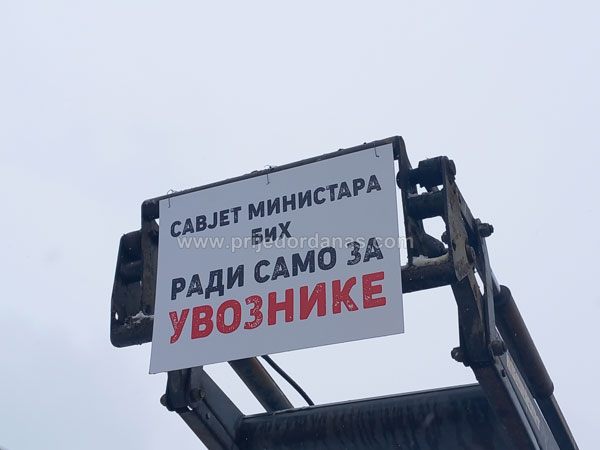 САВЈЕТ МИНИСТАРА
БиХ
www.prijedordanas.com
РАДИ САМО ЗА
УВОЗНИКЕ